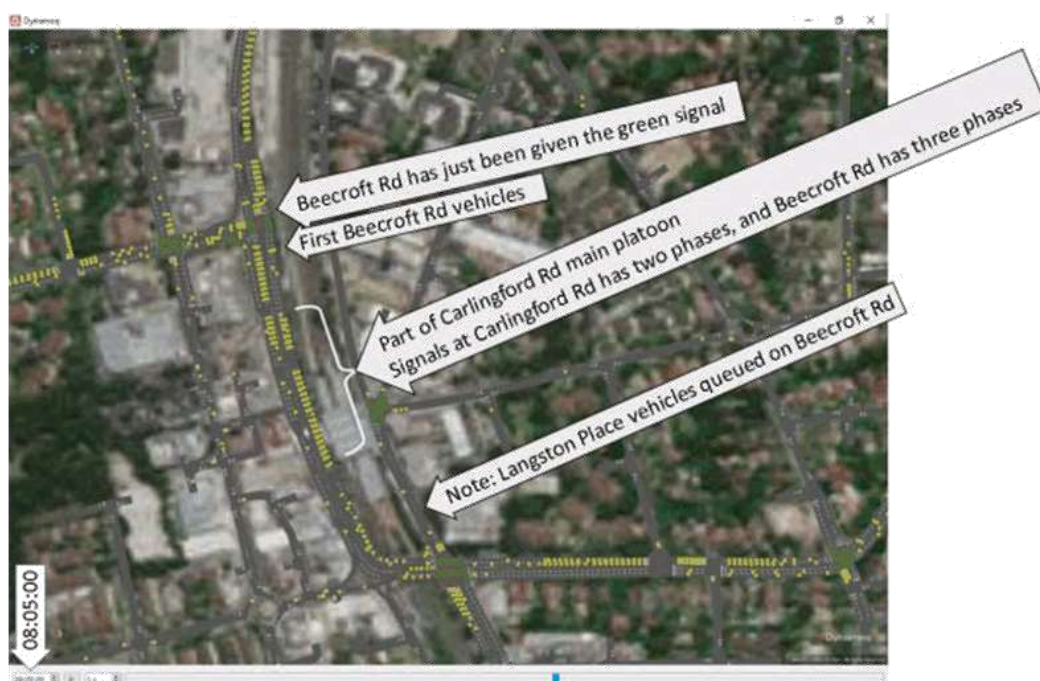 Dynameq
Beecroft Rd has just been given the green signal
First Beecroft Rd vehicles
Part of Carlingford Rd main platoon
Signals at Carlingford Rd has two phases, and Beecroft Rd has three phases
Note: Langston Place vehicles queued on Beecroft Rd
08:05:00
Dynameq